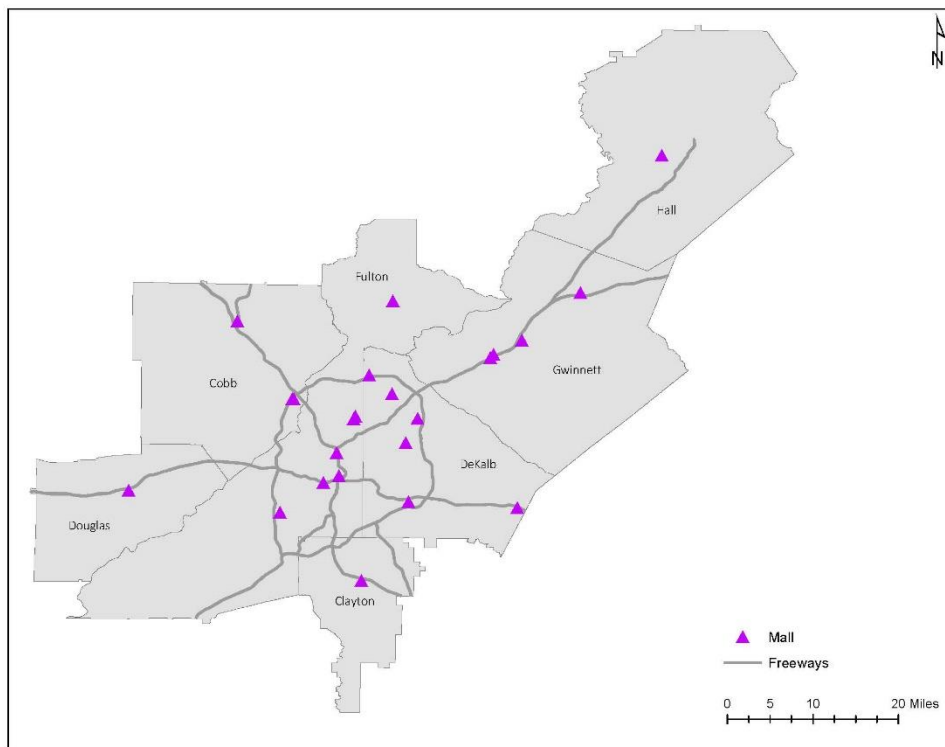 N
Hall
Fulton
Gwinnett
Cobb
DeKalb
Douglas
Clayton
Mall
Freeways
0 5 10 20 Miles